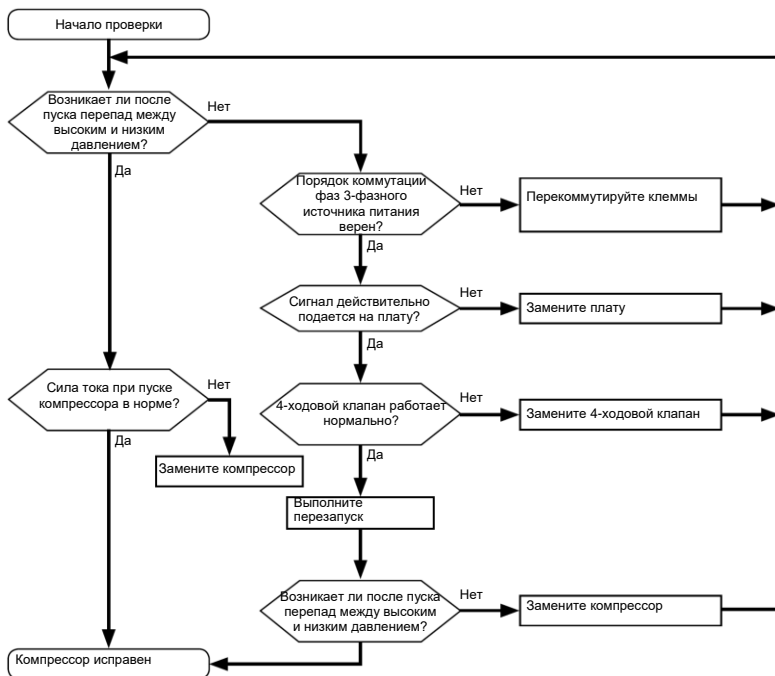 Начало проверки
Возникает ли после
пуска перепад между
высоким и низким
давлением?
Нет
Да
Порядок коммутации
фаз 3-фазного
источника питания
верен?
Нет
Перекоммутируйте клеммы
Да
Сигнал действительно
подается на плату?
Нет
Замените плату
Да
Сила тока при пуске
компрессора в норме?
Нет
Да
Замените компрессор
4-ходовой клапан работает
нормально?
Нет
Замените 4-ходовой клапан
Да
Выполните
перезапуск
Возникает ли после пуска
перепад между высоким
и низким давлением?
Нет
Замените компрессор
Компрессор исправен